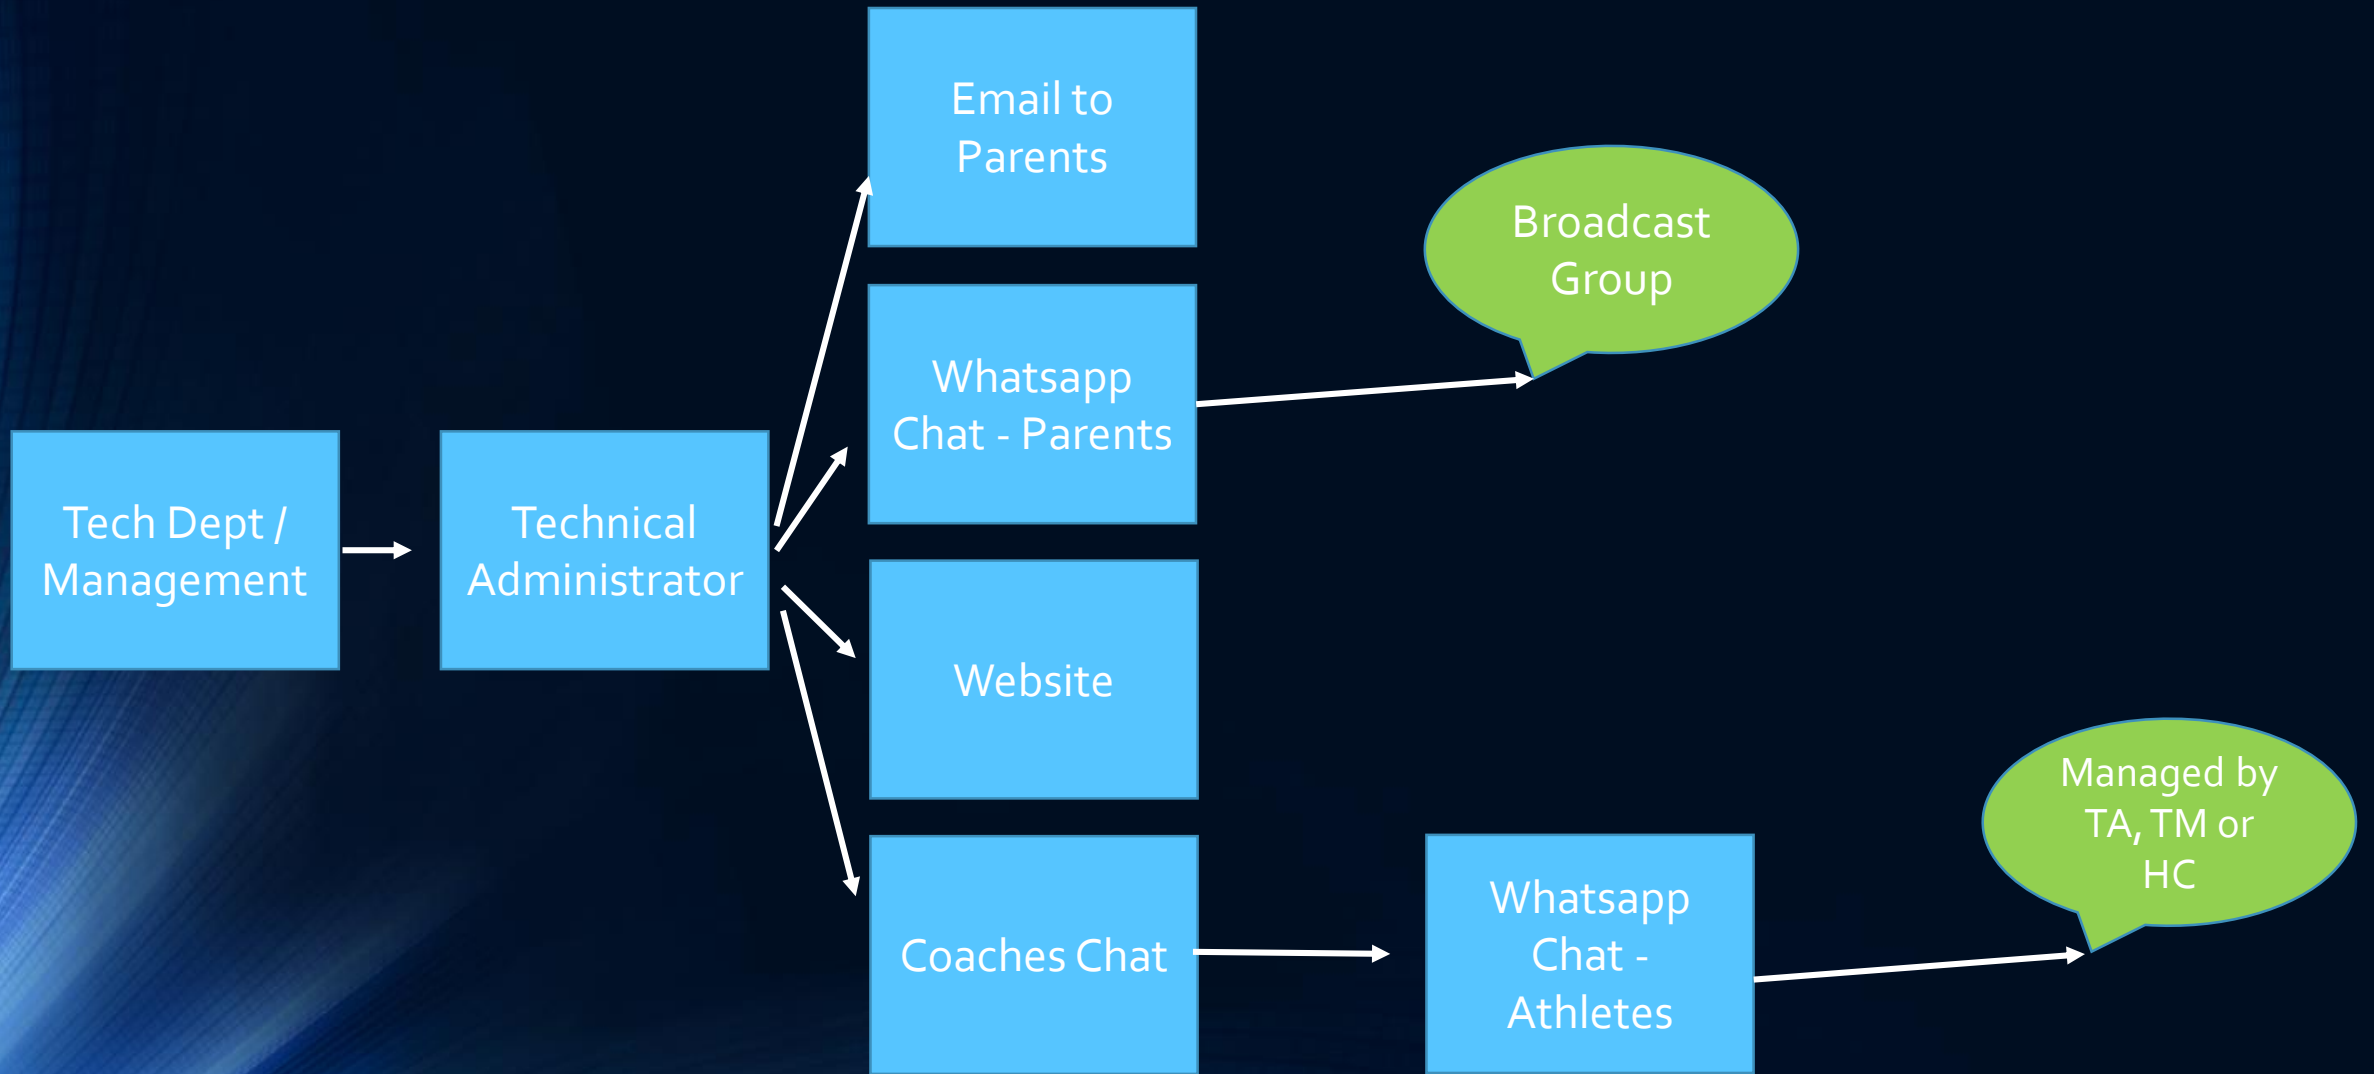 Email to
Parents
Broadcast
Group
Whatsapp
Chat - Parents
Tech Dept /
Management
Technical
Administrator
Website
Managed by
TA, TM or
HC
Coaches Chat
Whatsapp
Chat -
Athletes